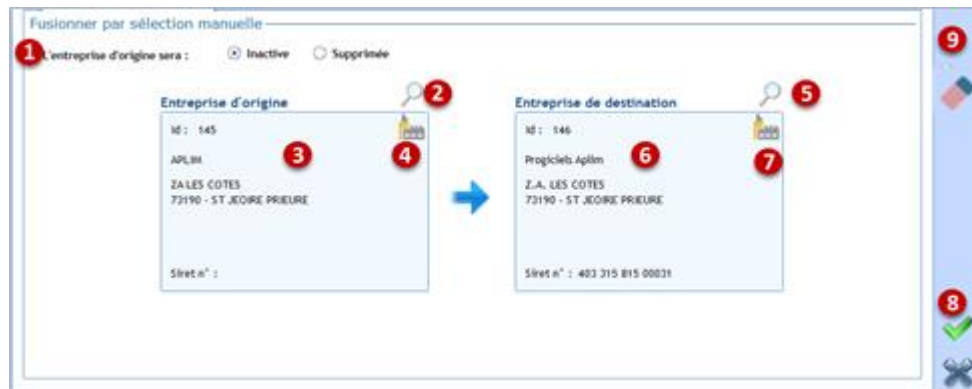 Fusionner par sélection manuelle
1 L'entreprise d'origine sera : Inactive Supprimée
9
2
5
Entreprise d'origine
Entreprise de destination
Id : 145
Id : 146
APLIM
3
4
Progiciels Aplim
6
7
ZA LES COTES
73190 - ST JEOIRE PRIEURE
Z.A. LES COTES
73190 - ST JEOIRE PRIEURE
Siret n° :
Siret n° : 403 315 815 00031
8